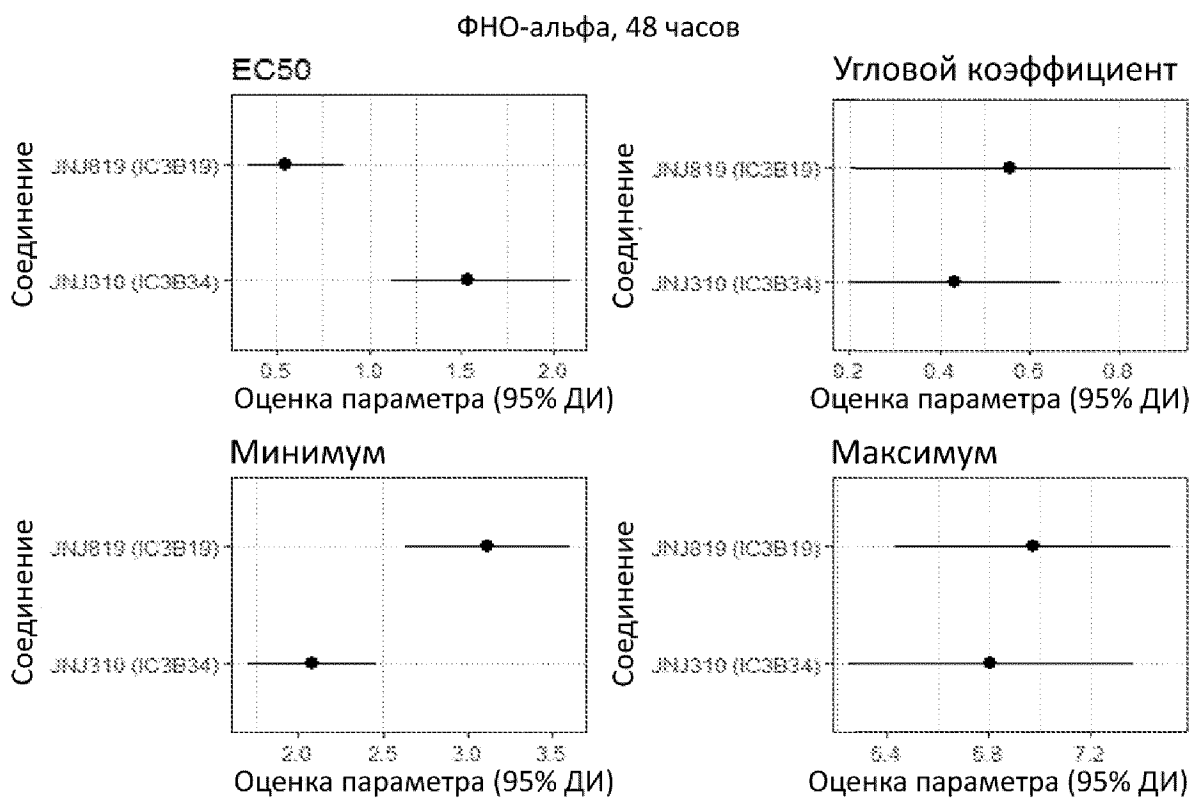 ФНО-альфа, 48 часов
EC50
Соединение
JNJ819 (IC3B19)
JNJ310 (IC3B34)
0.5 1.0 1.5 2.0
Оценка параметра (95% ДИ)
Угловой коэффициент
Соединение
JNJ819 (IC3B19)
JNJ310 (IC3B34)
0.2 0.4 0.6 0.8
Оценка параметра (95% ДИ)
Минимум
Соединение
JNJ819 (IC3B19)
JNJ310 (IC3B34)
2.0 2.5 3.0 3.5
Оценка параметра (95% ДИ)
Максимум
Соединение
JNJ819 (IC3B19)
JNJ310 (IC3B34)
6.4 6.8 7.2
Оценка параметра (95% ДИ)